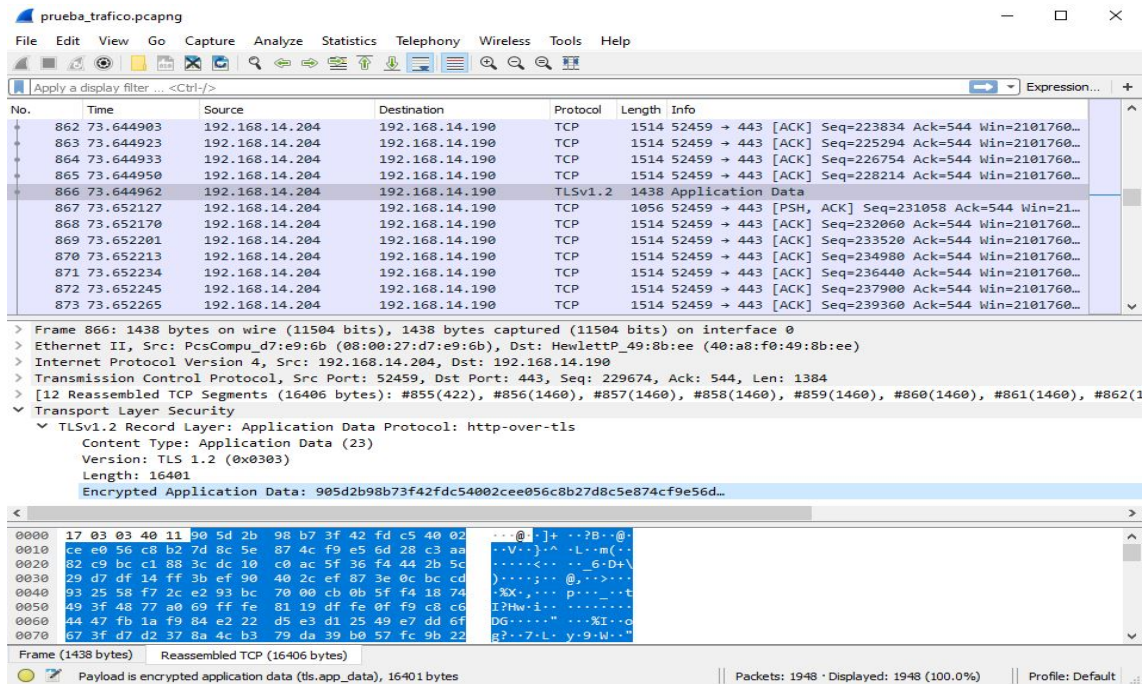 prueba_trafico.pcapng
File Edit View Go Capture Analyze Statistics Telephony Wireless Tools Help
Apply a display filter ... <Ctrl-/> Expression... +
No. Time Source Destination Protocol Length Info
862 73.644903 192.168.14.204 192.168.14.190 TCP 1514 52459 → 443 [ACK] Seq=223834 Ack=544 Win=2101760…
863 73.644923 192.168.14.204 192.168.14.190 TCP 1514 52459 → 443 [ACK] Seq=225294 Ack=544 Win=2101760…
864 73.644933 192.168.14.204 192.168.14.190 TCP 1514 52459 → 443 [ACK] Seq=226754 Ack=544 Win=2101760…
865 73.644950 192.168.14.204 192.168.14.190 TCP 1514 52459 → 443 [ACK] Seq=228214 Ack=544 Win=2101760…
866 73.644962 192.168.14.204 192.168.14.190 TLSv1.2 1438 Application Data
867 73.652127 192.168.14.204 192.168.14.190 TCP 1056 52459 → 443 [PSH, ACK] Seq=231058 Ack=544 Win=21…
868 73.652170 192.168.14.204 192.168.14.190 TCP 1514 52459 → 443 [ACK] Seq=232060 Ack=544 Win=2101760…
869 73.652201 192.168.14.204 192.168.14.190 TCP 1514 52459 → 443 [ACK] Seq=233520 Ack=544 Win=2101760…
870 73.652213 192.168.14.204 192.168.14.190 TCP 1514 52459 → 443 [ACK] Seq=234980 Ack=544 Win=2101760…
871 73.652234 192.168.14.204 192.168.14.190 TCP 1514 52459 → 443 [ACK] Seq=236440 Ack=544 Win=2101760…
872 73.652245 192.168.14.204 192.168.14.190 TCP 1514 52459 → 443 [ACK] Seq=237900 Ack=544 Win=2101760…
873 73.652265 192.168.14.204 192.168.14.190 TCP 1514 52459 → 443 [ACK] Seq=239360 Ack=544 Win=2101760…
Frame 866: 1438 bytes on wire (11504 bits), 1438 bytes captured (11504 bits) on interface 0
Ethernet II, Src: PcsCompu_d7:e9:6b (08:00:27:d7:e9:6b), Dst: HewlettP_49:8b:ee (40:a8:f0:49:8b:ee)
Internet Protocol Version 4, Src: 192.168.14.204, Dst: 192.168.14.190
Transmission Control Protocol, Src Port: 52459, Dst Port: 443, Seq: 229674, Ack: 544, Len: 1384
[12 Reassembled TCP Segments (16406 bytes): #855(422), #856(1460), #857(1460), #858(1460), #859(1460), #860(1460), #861(1460), #862(1
Transport Layer Security
TLSv1.2 Record Layer: Application Data Protocol: http-over-tls
Content Type: Application Data (23)
Version: TLS 1.2 (0x0303)
Length: 16401
Encrypted Application Data: 905d2b98b73f42fdc54002cee056c8b27d8c5e874cf9e56d…
0000 17 03 03 40 11 90 5d 2b 98 b7 3f 42 fd c5 40 02 ···@··]+ ··?B··@·
0010 ce e0 56 c8 b2 7d 8c 5e 87 4c f9 e5 6d 28 c3 aa ··V··}·^ ·L··m(··
0020 82 c9 bc c1 88 3c dc 10 c0 ac 5f 36 f4 44 2b 5c ·····<·· ··_6·D+\
0030 29 d7 df 14 ff 3b ef 90 40 2c ef 87 3e 0c bc cd )····;·· @,··>···
0040 93 25 58 f7 2c e2 93 bc 70 00 cb 0b 5f f4 18 74 ·%X·,··· p···_··t
0050 49 3f 48 77 a0 69 ff fe 81 19 df fe 0f f9 c8 c6 I?Hw·i·· ········
0060 44 47 fb 1a f9 84 e2 22 d5 e3 d1 25 49 e7 dd 6f DG·····" ···%I··o
0070 67 3f d7 d2 37 8a 4c b3 79 da 39 b0 57 fc 9b 22 g?··7·L· y·9·W··"
Frame (1438 bytes) Reassembled TCP (16406 bytes)
Payload is encrypted application data (tls.app_data), 16401 bytes Packets: 1948 · Displayed: 1948 (100.0%) Profile: Default